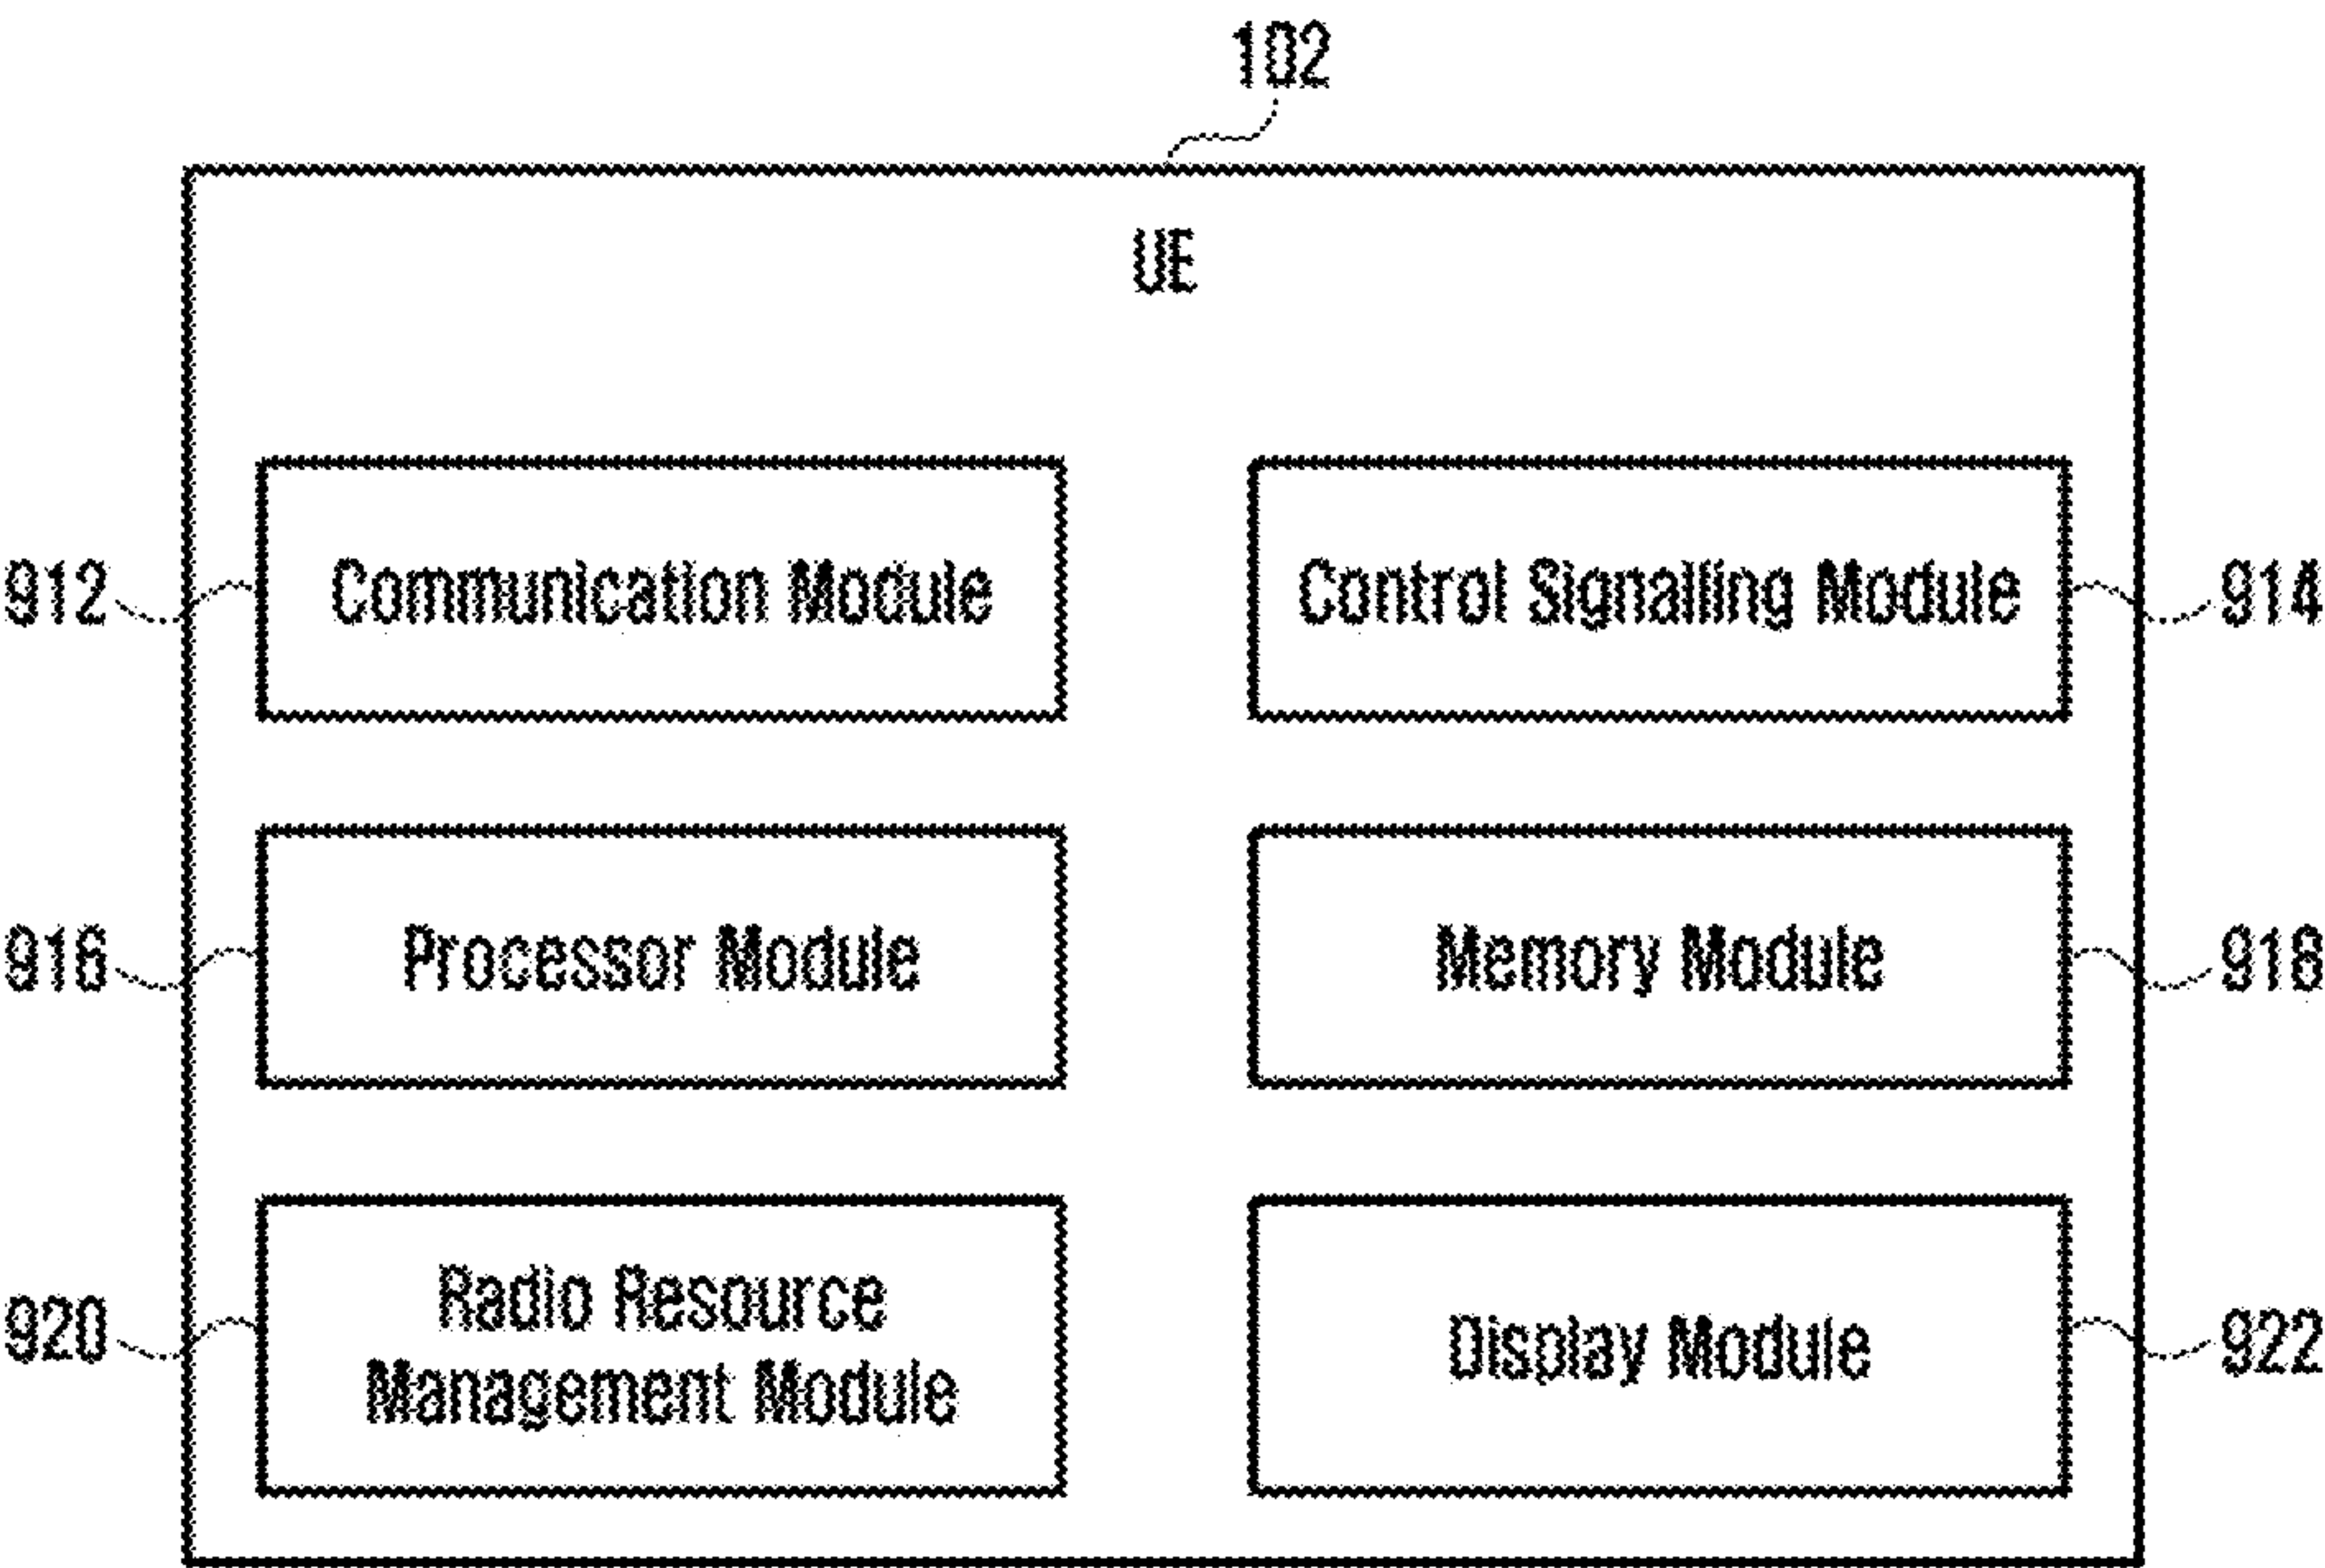 102
UE
912
Communication Module
Control Signalling Module
914
916
Processor Module
Memory Module
918
920
Radio Resource
Management Module
Display Module
922